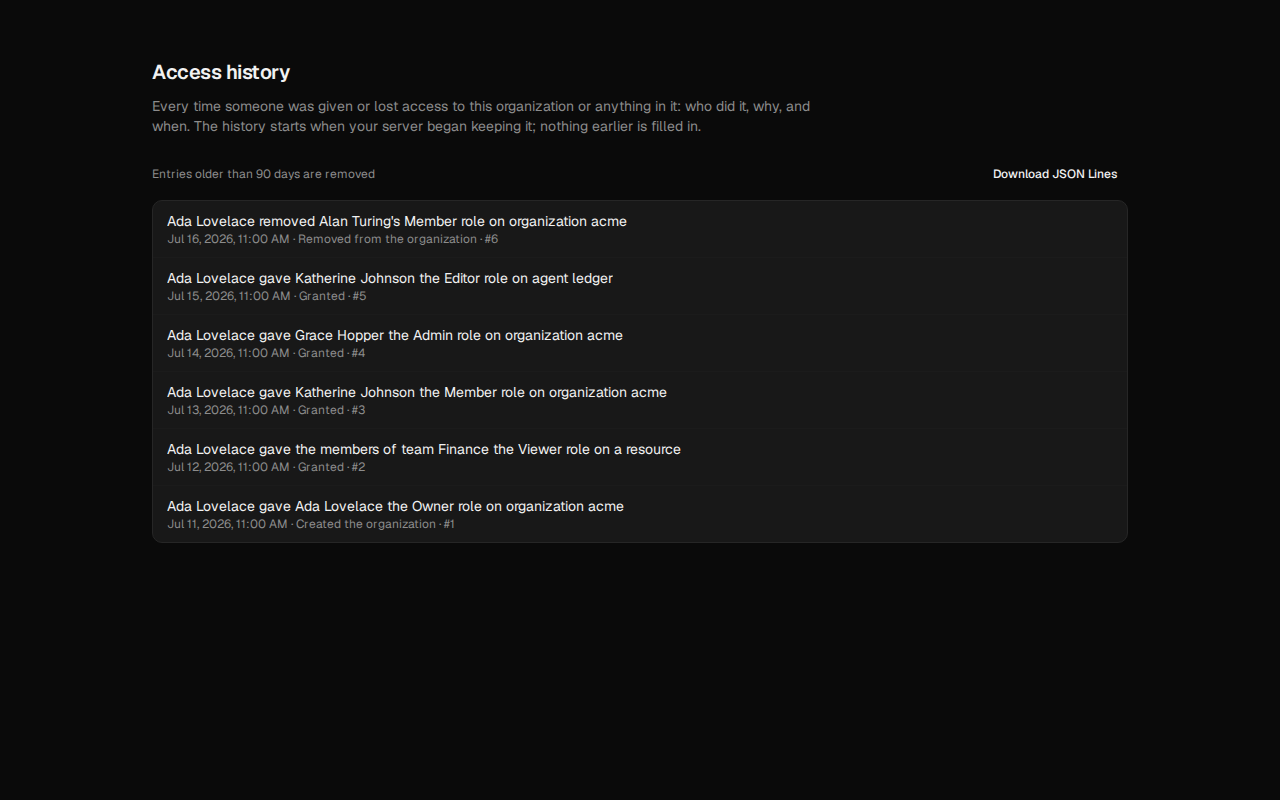 Access history
Every time someone was given or lost access to this organization or anything in it: who did it, why, and
when. The history starts when your server began keeping it; nothing earlier is filled in.
Entries older than 90 days are removed
Download JSON Lines
Ada Lovelace removed Alan Turing's Member role on organization acme
Jul 16, 2026, 11:00 AM · Removed from the organization · #6
Ada Lovelace gave Katherine Johnson the Editor role on agent ledger
Jul 15, 2026, 11:00 AM · Granted · #5
Ada Lovelace gave Grace Hopper the Admin role on organization acme
Jul 14, 2026, 11:00 AM · Granted · #4
Ada Lovelace gave Katherine Johnson the Member role on organization acme
Jul 13, 2026, 11:00 AM · Granted · #3
Ada Lovelace gave the members of team Finance the Viewer role on a resource
Jul 12, 2026, 11:00 AM · Granted · #2
Ada Lovelace gave Ada Lovelace the Owner role on organization acme
Jul 11, 2026, 11:00 AM · Created the organization · #1